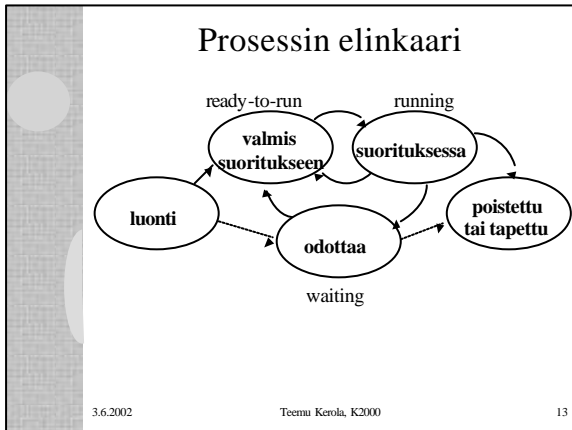 Prosessin elinkaari
ready-to-run
running
valmis
suoritukseen
suorituksessa
luonti
odottaa
poistettu
tai tapettu
waiting
3.6.2002
Teemu Kerola, K2000
13